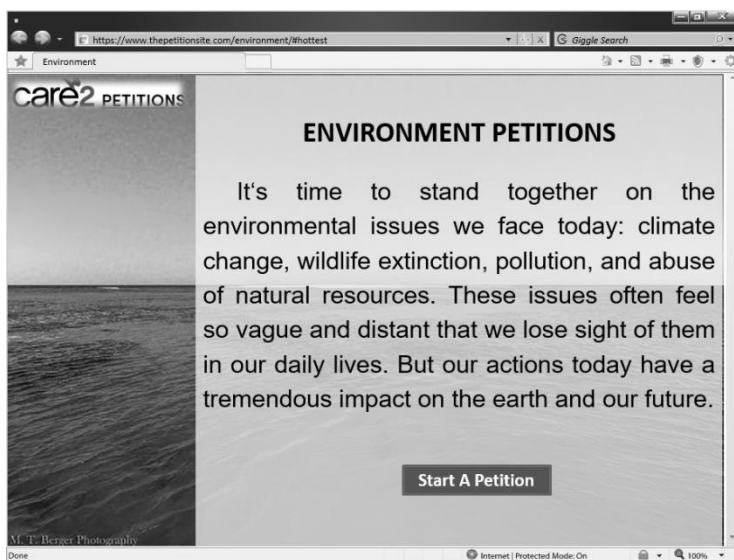 https://www.thepetitionsite.com/environment/#hottest
Giggle Search
Environment
care2 PETITIONS
ENVIRONMENT PETITIONS
It‘s time to stand together on the
environmental issues we face today: climate
change, wildlife extinction, pollution, and abuse
of natural resources. These issues often feel
so vague and distant that we lose sight of them
in our daily lives. But our actions today have a
tremendous impact on the earth and our future.
Start A Petition
M. T. Berger Photography
Done
Internet | Protected Mode: On
100%